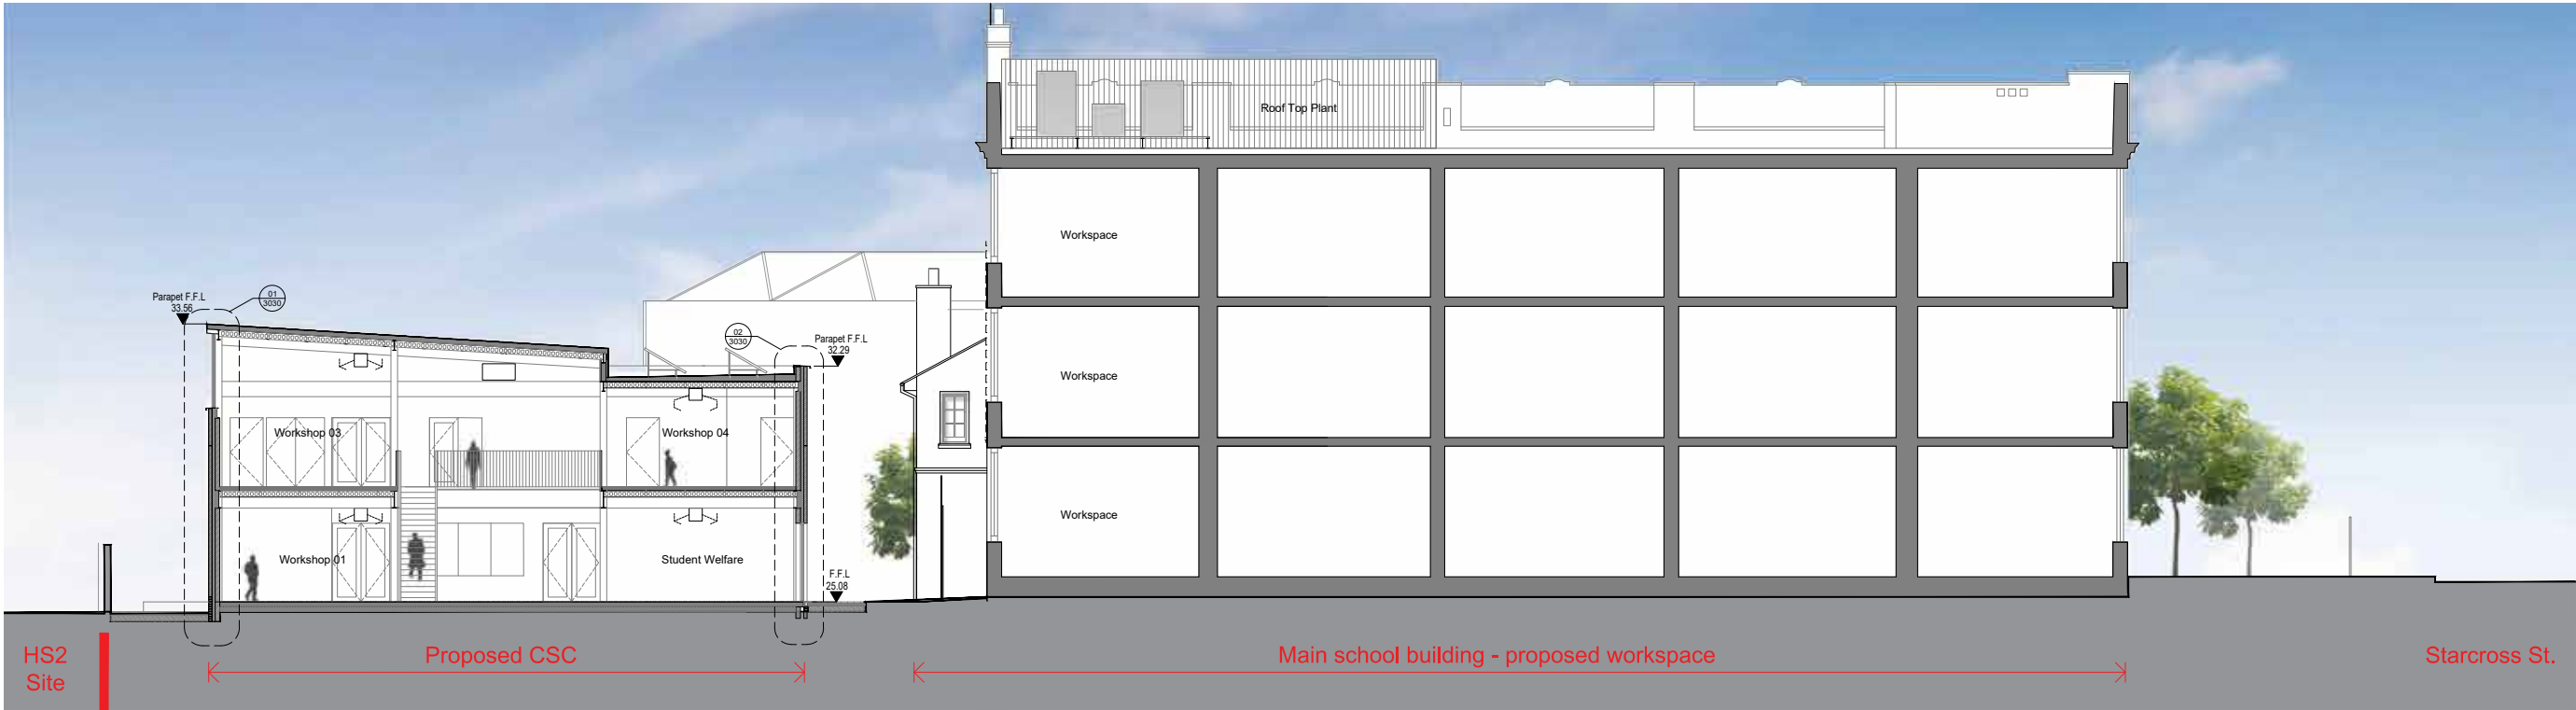 Roof Top Plant
Workspace
Parapet F.F.L
33.56
01
3030
02
3030
Parapet F.F.L
32.29
Workspace
Workshop 03
Workshop 04
Workspace
Workshop 01
Student Welfare
F.F.L
25.08
HS2
Site
Proposed CSC
Main school building - proposed workspace
Starcross St.